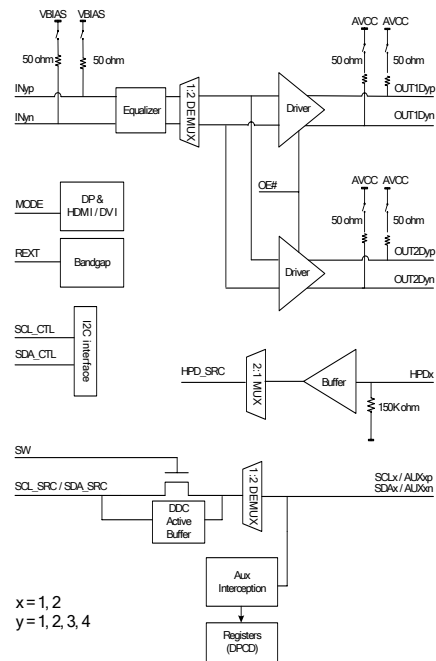 VBIAS VBIAS
AVCC AVCC
50 ohm 50 ohm
50 ohm 50 ohm
INyp
INyn
Equalizer
1:2 DEMUX
Driver
OUT1Dyp
OUT1Dyn
OE#
MODE
DP &
HDMI / DVI
AVCC AVCC
50 ohm 50 ohm
REXT
Bandgap
Driver
OUT2Dyp
OUT2Dyn
SCL_CTL
SDA_CTL
I2C interface
HPD_SRC
2:1 MUX
Buffer
HPDx
150K ohm
SW
SCL_SRC / SDA_SRC
DDC
Active
Buffer
1:2 DEMUX
SCLx / AUXxp
SDAx / AUXxn
Aux
Interception
Registers
(DPCD)
x = 1, 2
y = 1, 2, 3, 4